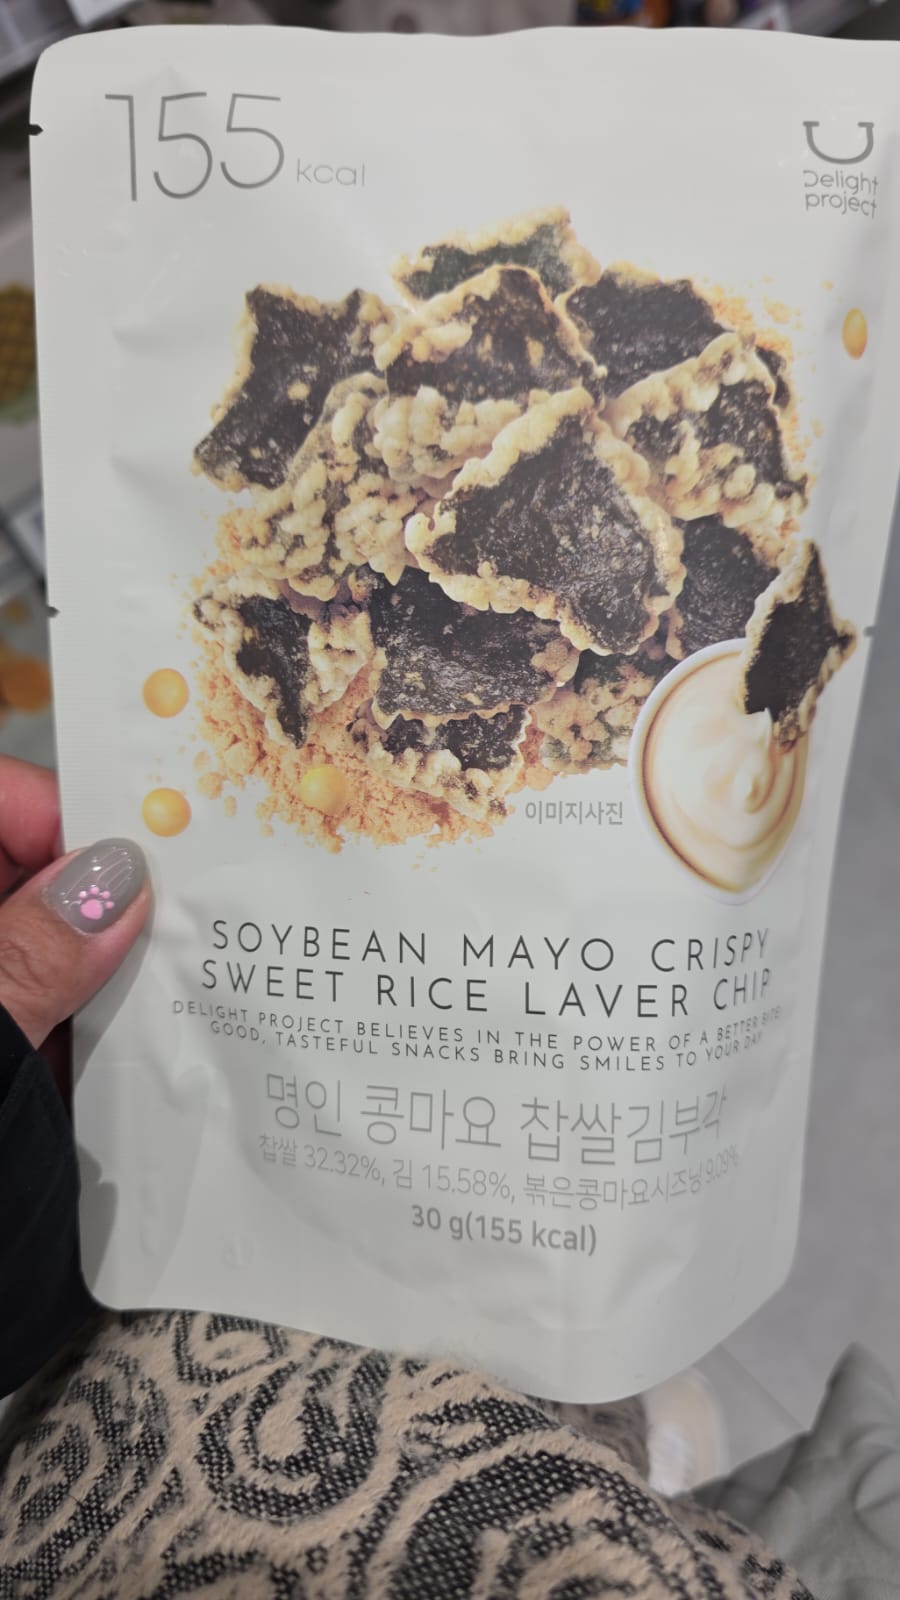 155 kcal
Delight
project
이미지사진
SOYBEAN MAYO CRISPY
SWEET RICE LAVER CHIP
DELIGHT PROJECT BELIEVES IN THE POWER OF A BETTER BITE!
GOOD, TASTEFUL SNACKS BRING SMILES TO YOUR DAY
명인 콩마요 찹쌀김부각
찹쌀 32.32%, 김 15.58%, 볶은콩마요시즈닝 9.09%
30 g(155 kcal)